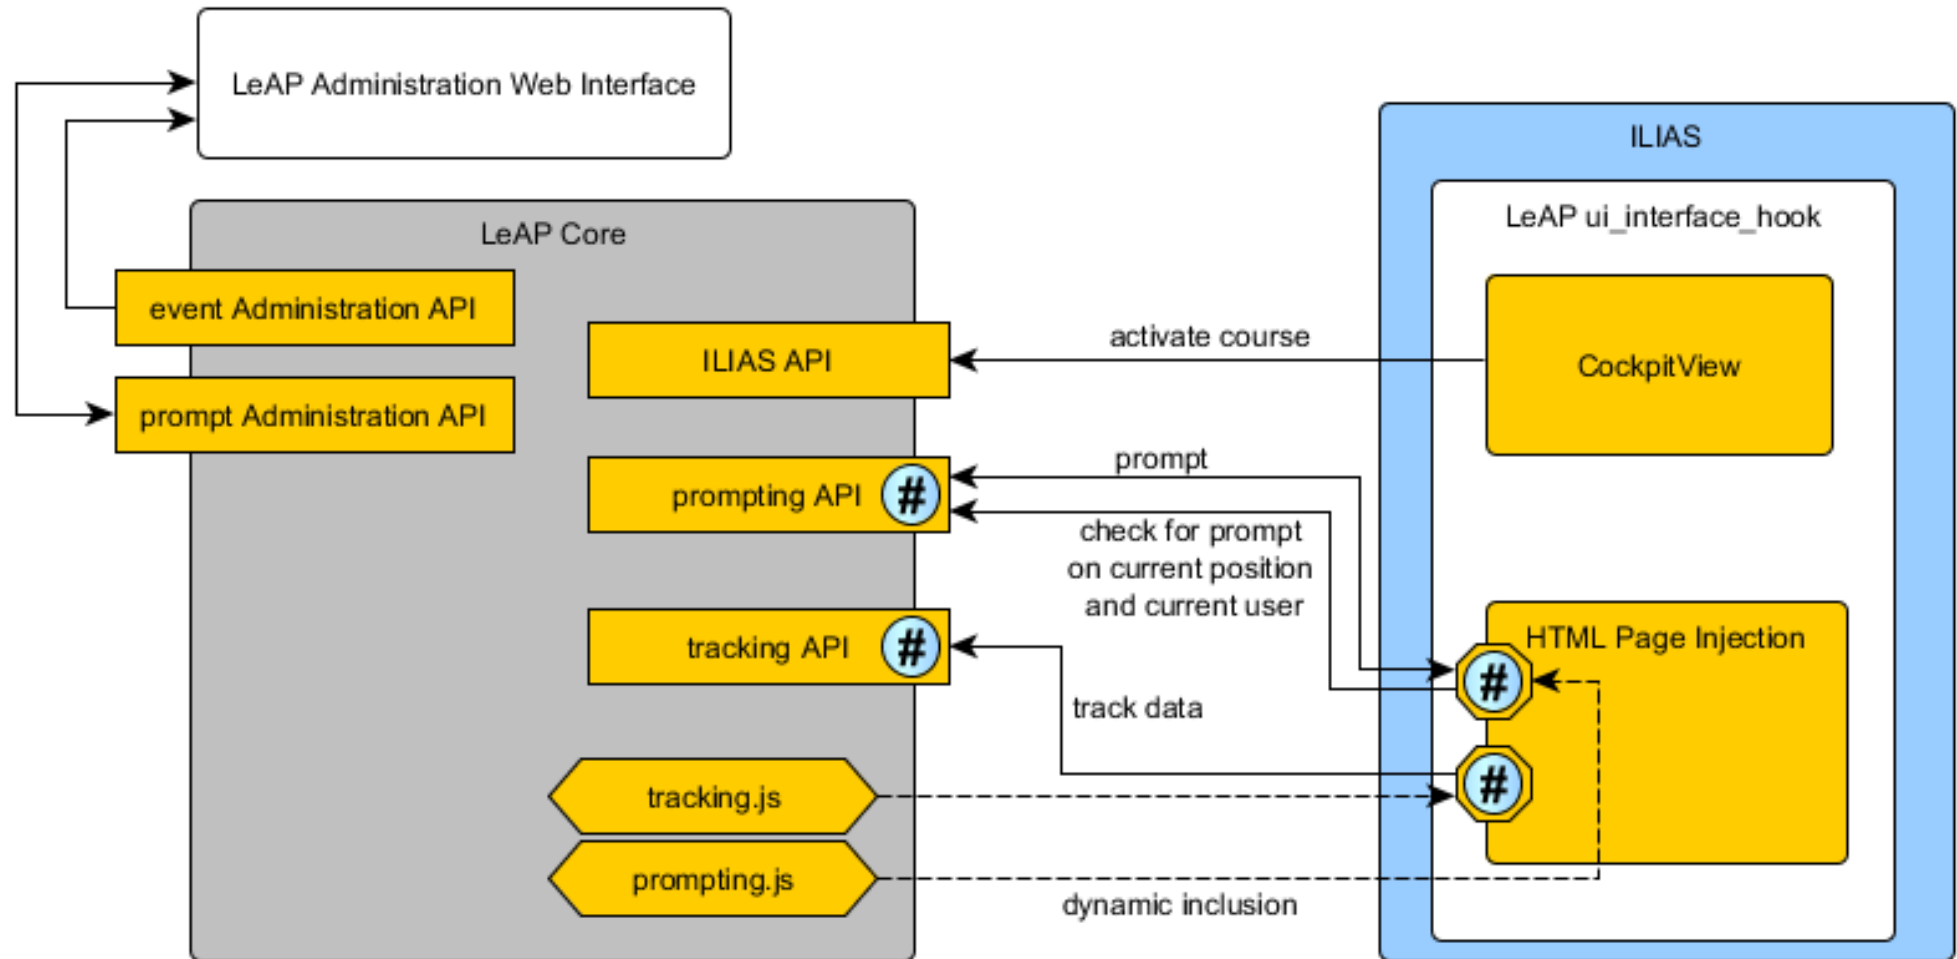 LeAP Administration Web Interface
ILIAS
LeAP ui_interface_hook
LeAP Core
event Administration API
prompt Administration API
ILIAS API
activate course
CockpitView
prompt
prompting API #
check for prompt
on current position
and current user
tracking API #
HTML Page Injection
#
track data
#
tracking.js
prompting.js
dynamic inclusion